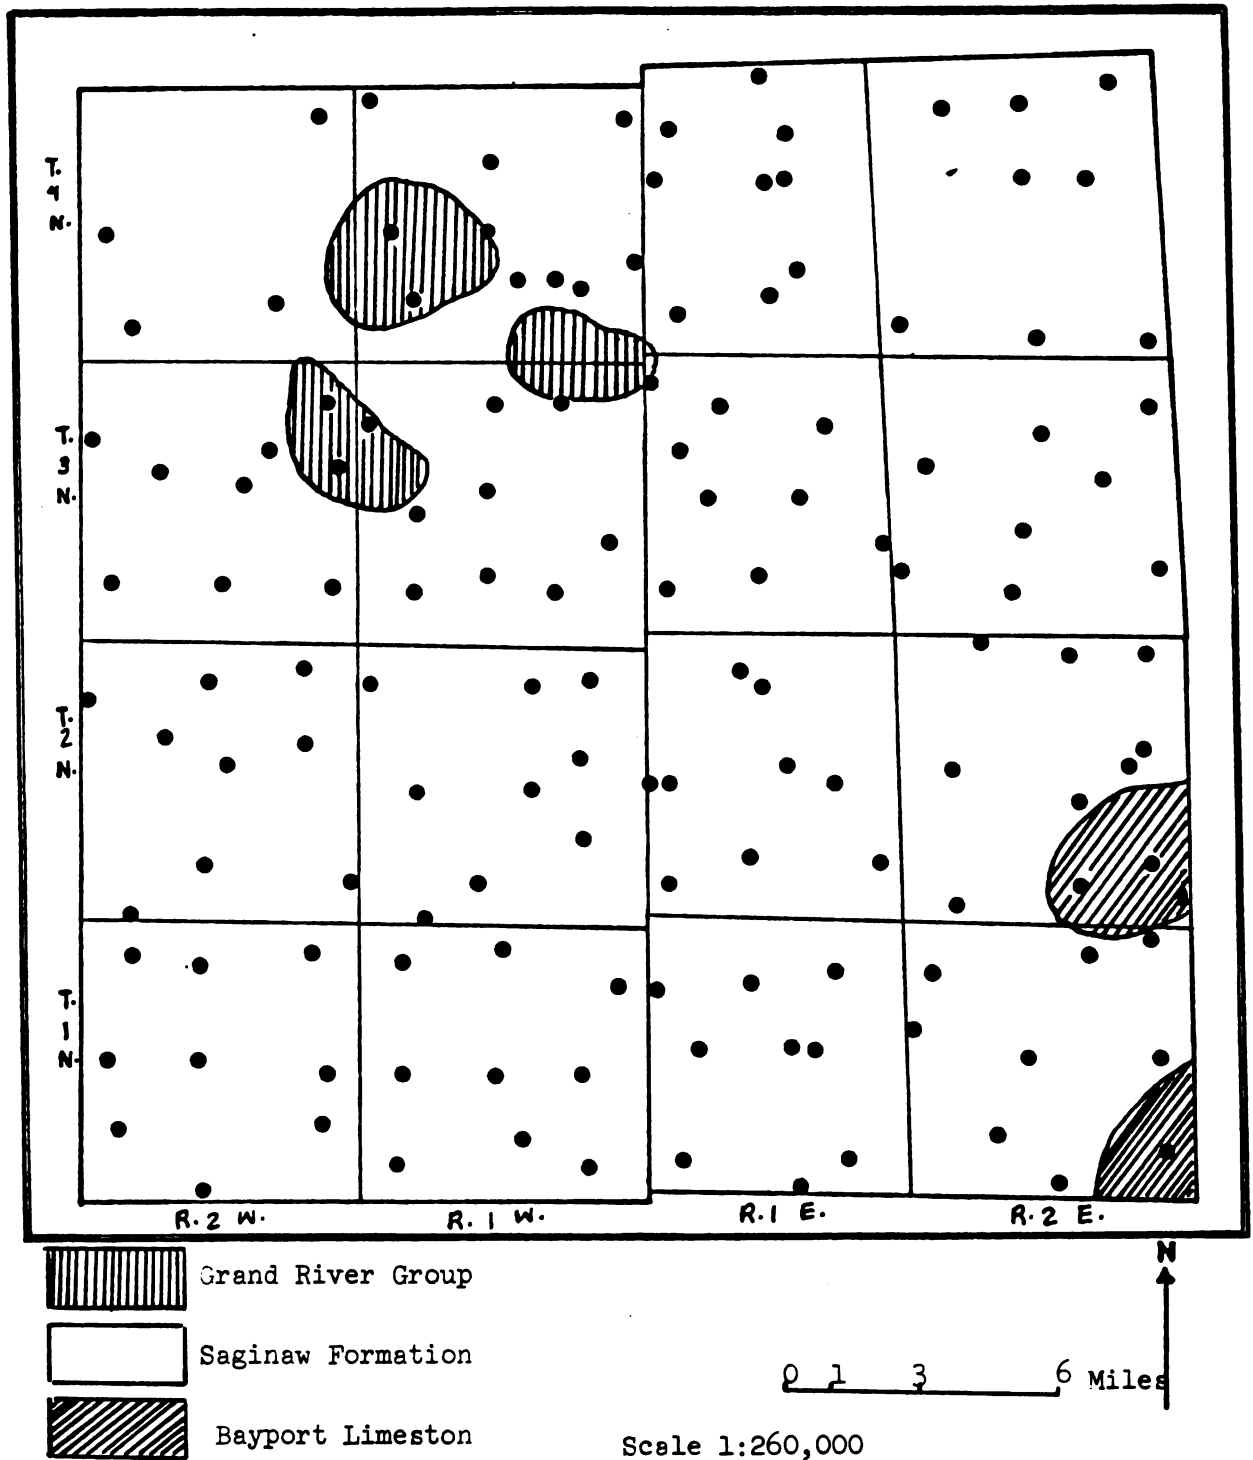 T.
4
N.
T.
3
N.
T.
2
N.
T.
1
N.
R. 2 W.
R. 1 W.
R. 1 E.
R. 2 E.
N
Grand River Group
Saginaw Formation
Bayport Limeston
0 1 3 6 Miles
Scale 1:260,000